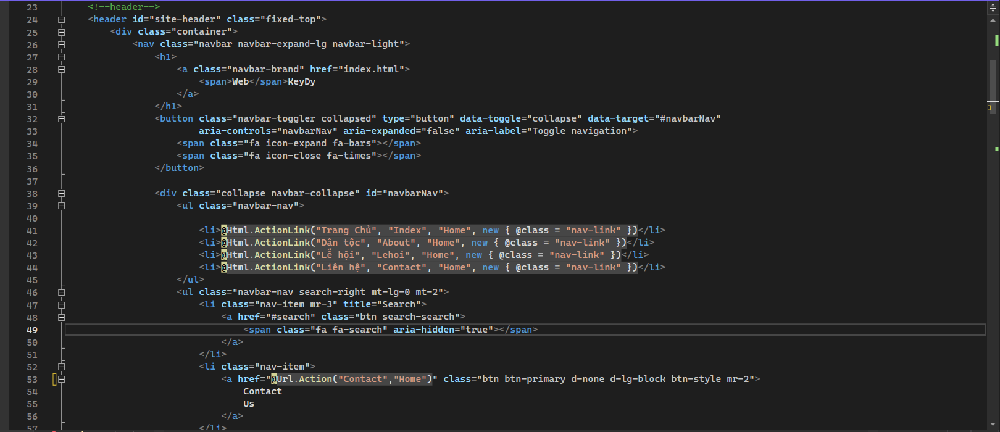 23 <!--header-->
24 <header id="site-header" class="fixed-top">
25 <div class="container">
26 <nav class="navbar navbar-expand-lg navbar-light">
27 <h1>
28 <a class="navbar-brand" href="index.html">
29 <span>Web</span>KeyDy
30 </a>
31 </h1>
32 <button class="navbar-toggler collapsed" type="button" data-toggle="collapse" data-target="#navbarNav"
33 aria-controls="navbarNav" aria-expanded="false" aria-label="Toggle navigation">
34 <span class="fa icon-expand fa-bars"></span>
35 <span class="fa icon-close fa-times"></span>
36 </button>
37
38 <div class="collapse navbar-collapse" id="navbarNav">
39 <ul class="navbar-nav">
40
41 <li>@Html.ActionLink("Trang Chủ", "Index", "Home", new { @class = "nav-link" })</li>
42 <li>@Html.ActionLink("Dân tộc", "About", "Home", new { @class = "nav-link" })</li>
43 <li>@Html.ActionLink("Lễ hội", "Lehoi", "Home", new { @class = "nav-link" })</li>
44 <li>@Html.ActionLink("Liên hệ", "Contact", "Home", new { @class = "nav-link" })</li>
45 </ul>
46 <ul class="navbar-nav search-right mt-lg-0 mt-2">
47 <li class="nav-item mr-3" title="Search">
48 <a href="#search" class="btn search-search">
49 <span class="fa fa-search" aria-hidden="true"></span>
50 </a>
51 </li>
52 <li class="nav-item">
53 <a href="@Url.Action("Contact","Home")" class="btn btn-primary d-none d-lg-block btn-style mr-2">
54 Contact
55 Us
56 </a>
57 </li>